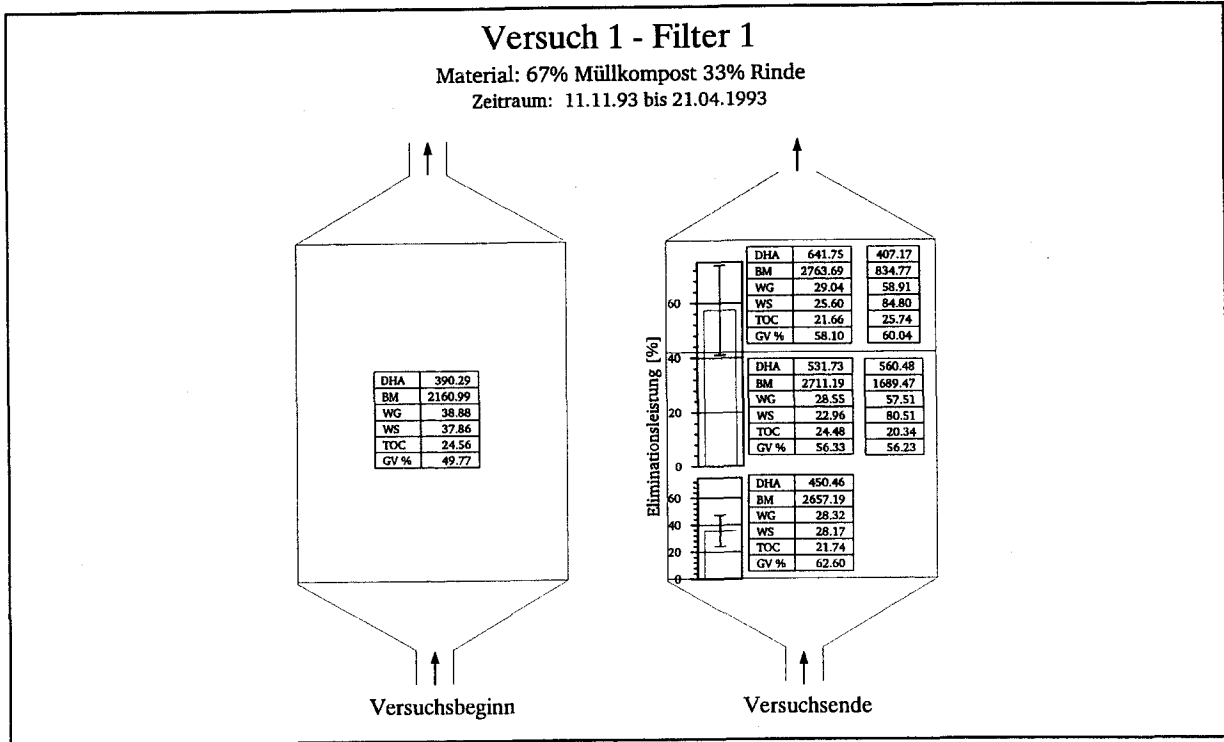 Versuch 1 - Filter 1
Material: 67% Müllkompost 33% Rinde
Zeitraum: 11.11.93 bis 21.04.1993
DHA 390.29
BM 2160.99
WG 38.88
WS 37.86
TOC 24.56
GV % 49.77
Versuchsbeginn
Eliminationsleistung [%]
60
40
20
0
60
40
20
0
DHA 641.75 407.17
BM 2763.69 834.77
WG 29.04 58.91
WS 25.60 84.80
TOC 21.66 25.74
GV % 58.10 60.04
DHA 531.73 560.48
BM 2711.19 1689.47
WG 28.55 57.51
WS 22.96 80.51
TOC 24.48 20.34
GV % 56.33 56.23
DHA 450.46
BM 2657.19
WG 28.32
WS 28.17
TOC 21.74
GV % 62.60
Versuchsende